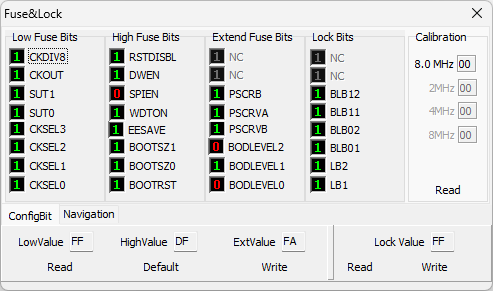 Fuse&Lock
Low Fuse Bits
1 CKDIV8
1 CKOUT
1 SUT1
1 SUT0
1 CKSEL3
1 CKSEL2
1 CKSEL1
1 CKSEL0
High Fuse Bits
1 RSTDISBL
1 DWEN
0 SPIEN
1 WDTON
1 EESAVE
1 BOOTSZ1
1 BOOTSZ0
1 BOOTRST
Extend Fuse Bits
1 NC
1 NC
1 PSCRB
1 PSCRVA
1 PSCRVB
0 BODLEVEL2
1 BODLEVEL1
0 BODLEVEL0
Lock Bits
1 NC
1 NC
1 BLB12
1 BLB11
1 BLB02
1 BLB01
1 LB2
1 LB1
Calibration
8.0 MHz 00
2MHz 00
4MHz 00
8MHz 00
Read
ConfigBit Navigation
LowValue FF HighValue DF ExtValue FA Lock Value FF
Read Default Write Read Write